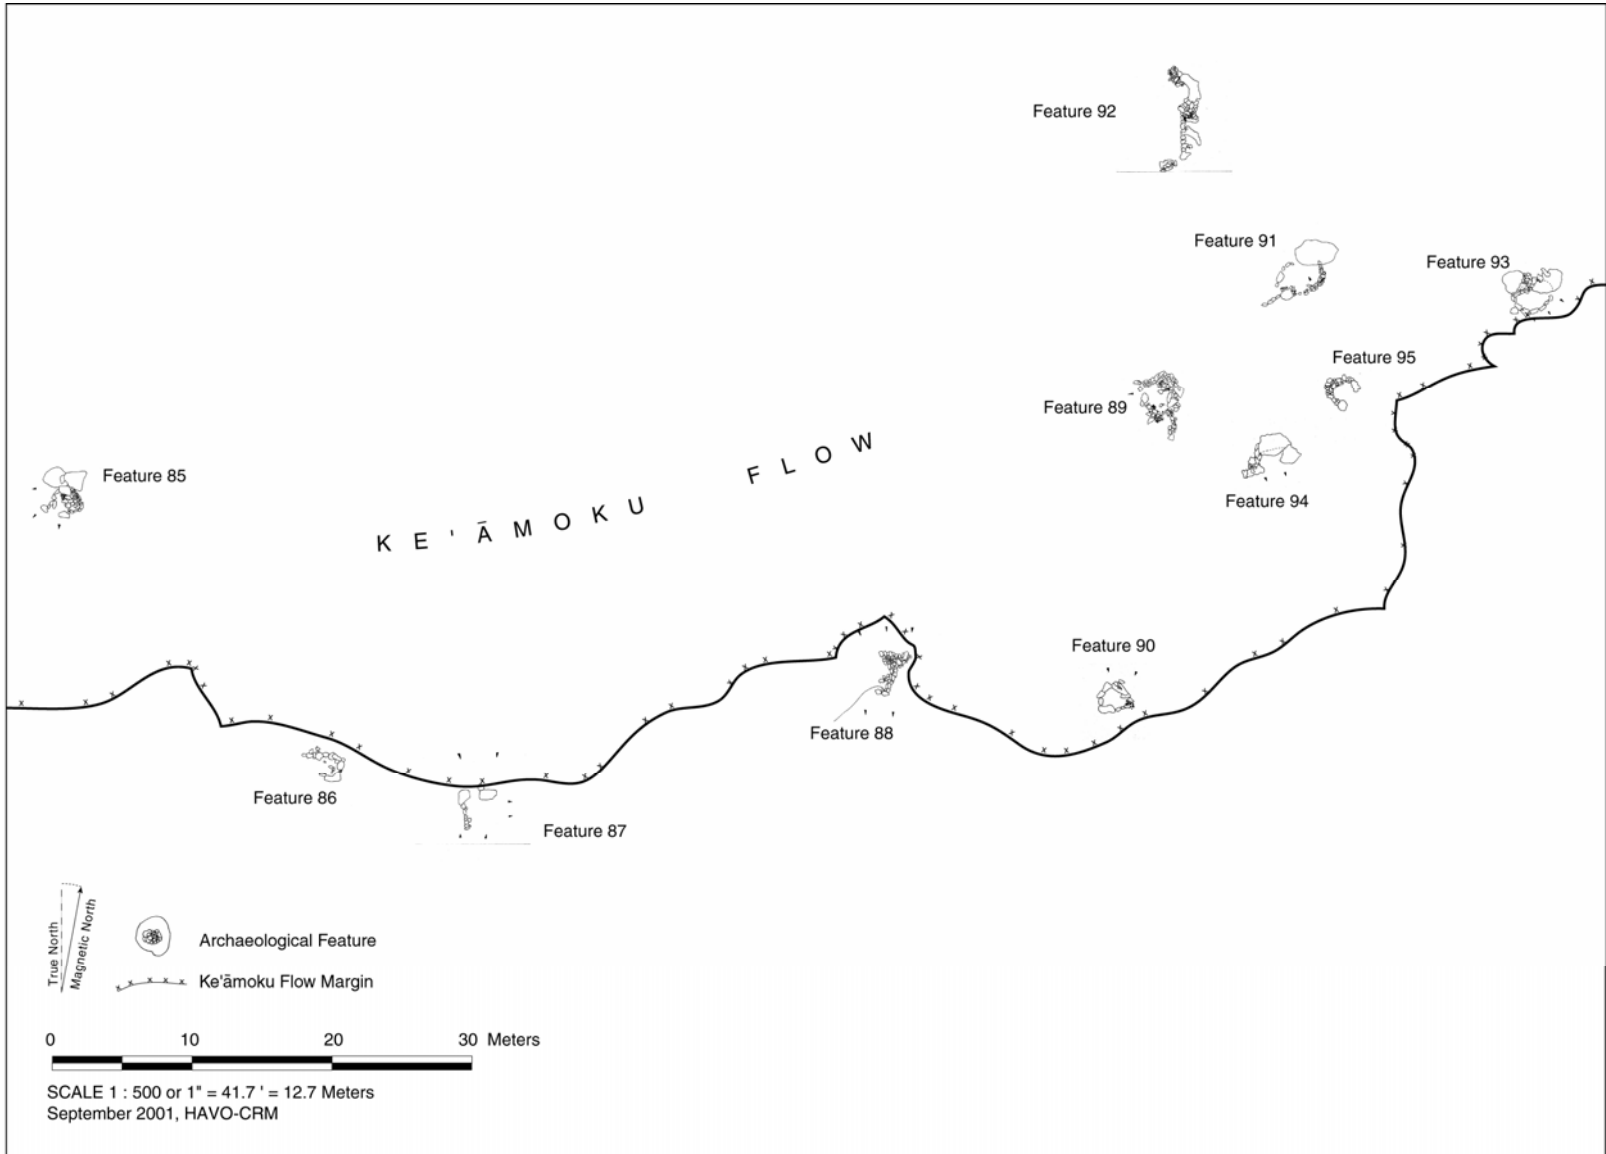 Feature 92
Feature 91
Feature 93
Feature 95
Feature 89
Feature 85
Feature 94
KE'ĀMOKU FLOW
Feature 90
Feature 88
Feature 86
Feature 87
True North
Magnetic North
Archaeological Feature
Ke'āmoku Flow Margin
0 10 20 30 Meters
SCALE 1 : 500 or 1" = 41.7 ' = 12.7 Meters
September 2001, HAVO-CRM